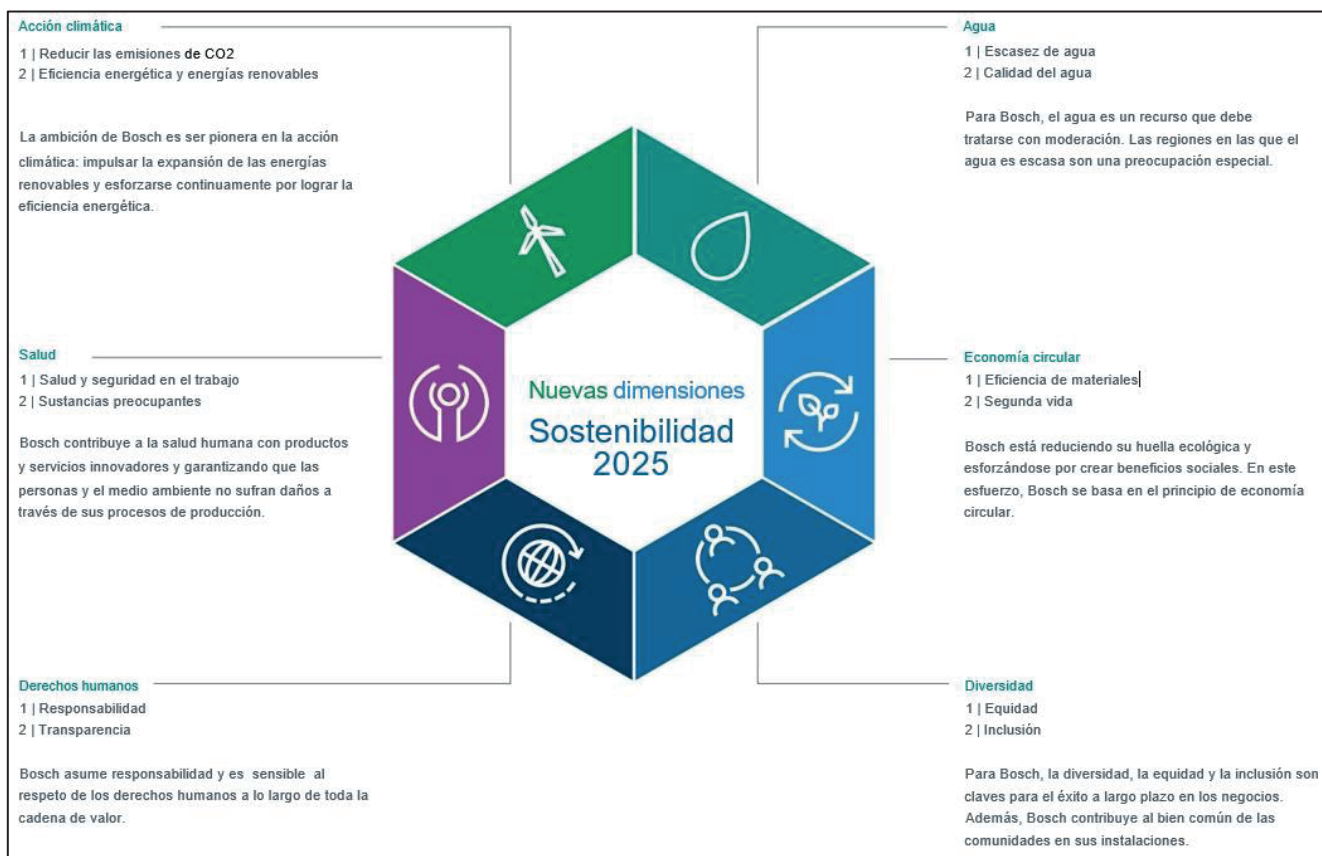 Acción climática
1 | Reducir las emisiones de CO2
2 | Eficiencia energética y energías renovables
La ambición de Bosch es ser pionera en la acción
climática: impulsar la expansión de las energías
renovables y esforzarse continuamente por lograr la
eficiencia energética.
Agua
1 | Escasez de agua
2 | Calidad del agua
Para Bosch, el agua es un recurso que debe
tratarse con moderación. Las regiones en las que el
agua es escasa son una preocupación especial.
Salud
1 | Salud y seguridad en el trabajo
2 | Sustancias preocupantes
Bosch contribuye a la salud humana con productos
y servicios innovadores y garantizando que las
personas y el medio ambiente no sufran daños a
través de sus procesos de producción.
Nuevas dimensiones
Sostenibilidad
2025
Economía circular
1 | Eficiencia de materiales
2 | Segunda vida
Bosch está reduciendo su huella ecológica y
esforzándose por crear beneficios sociales. En este
esfuerzo, Bosch se basa en el principio de economía
circular.
Derechos humanos
1 | Responsabilidad
2 | Transparencia
Bosch asume responsabilidad y es sensible al
respeto de los derechos humanos a lo largo de toda la
cadena de valor.
Diversidad
1 | Equidad
2 | Inclusión
Para Bosch, la diversidad, la equidad y la inclusión son
claves para el éxito a largo plazo en los negocios.
Además, Bosch contribuye al bien común de las
comunidades en sus instalaciones.